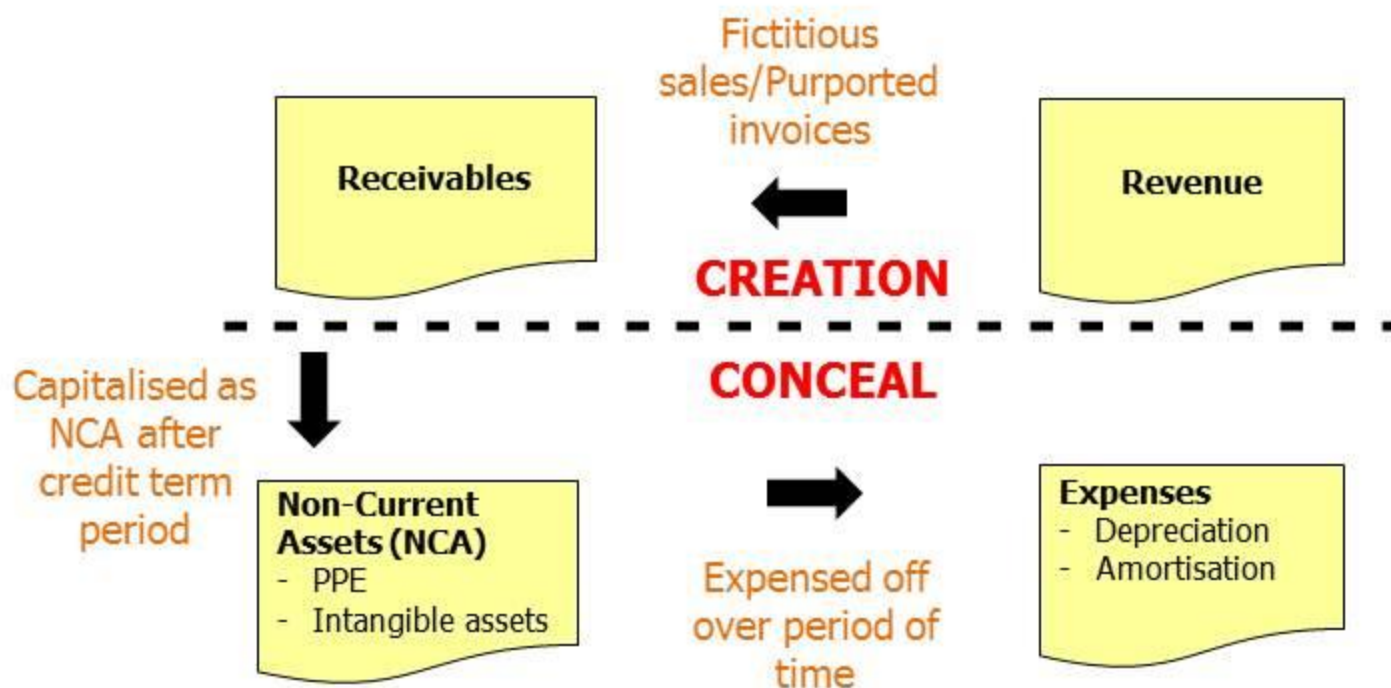 Fictitious
sales/Purported
invoices
Receivables
Revenue
CREATION
CONCEAL
Capitalised as
NCA after
credit term
period
Non-Current
Assets (NCA)
- PPE
- Intangible assets
Expensed off
over period of
time
Expenses
- Depreciation
- Amortisation